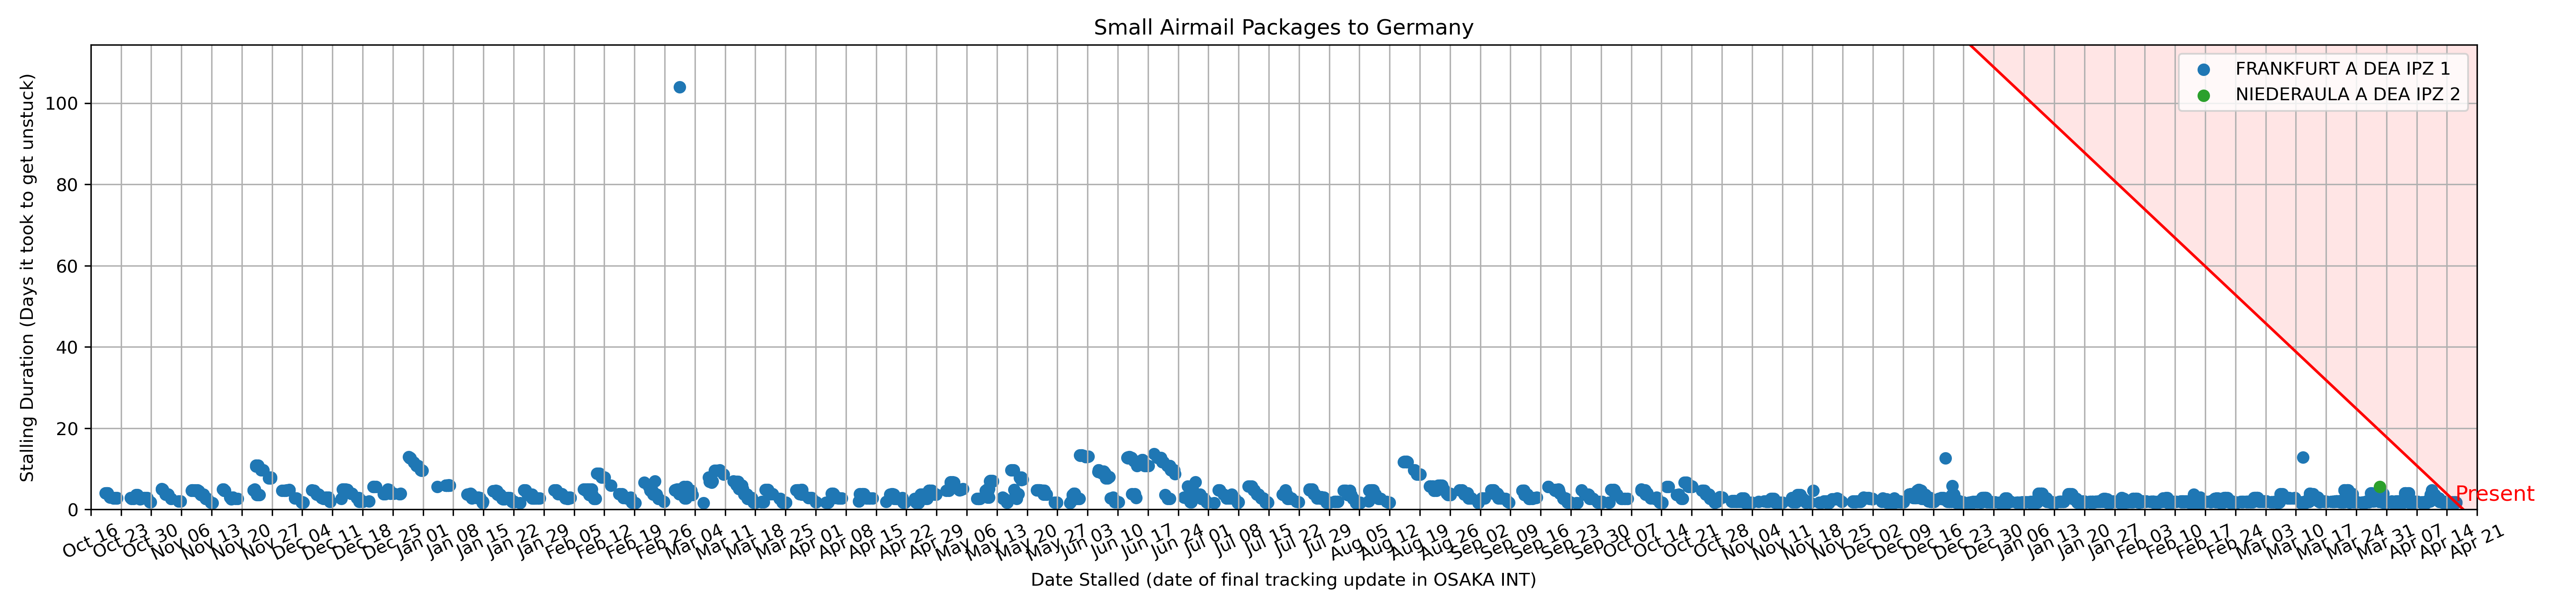 Small Airmail Packages to Germany
Stalling Duration (Days it took to get unstuck)
100
80
60
40
20
0
FRANKFURT A DEA IPZ 1
NIEDERAULA A DEA IPZ 2
Present
Oct 16
Oct 23
Oct 30
Nov 06
Nov 13
Nov 20
Nov 27
Dec 04
Dec 11
Dec 18
Dec 25
Jan 01
Jan 08
Jan 15
Jan 22
Jan 29
Feb 05
Feb 12
Feb 19
Feb 26
Mar 04
Mar 11
Mar 18
Mar 25
Apr 01
Apr 08
Apr 15
Apr 22
Apr 29
May 06
May 13
May 20
May 27
Jun 03
Jun 10
Jun 17
Jun 24
Jul 01
Jul 08
Jul 15
Jul 22
Jul 29
Aug 05
Aug 12
Aug 19
Aug 26
Sep 02
Sep 09
Sep 16
Sep 23
Sep 30
Oct 07
Oct 14
Oct 21
Oct 28
Nov 04
Nov 11
Nov 18
Nov 25
Dec 02
Dec 09
Dec 16
Dec 23
Dec 30
Jan 06
Jan 13
Jan 20
Jan 27
Feb 03
Feb 10
Feb 17
Feb 24
Mar 03
Mar 10
Mar 17
Mar 24
Mar 31
Apr 07
Apr 14
Apr 21
Date Stalled (date of final tracking update in OSAKA INT)